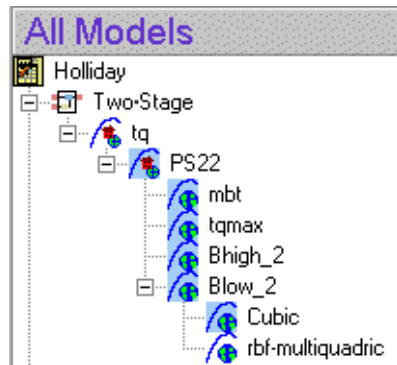 All Models
Holliday
Two-Stage
tq
PS22
mbt
tqmax
Bhigh_2
Blow_2
Cubic
rbf-multiquadric